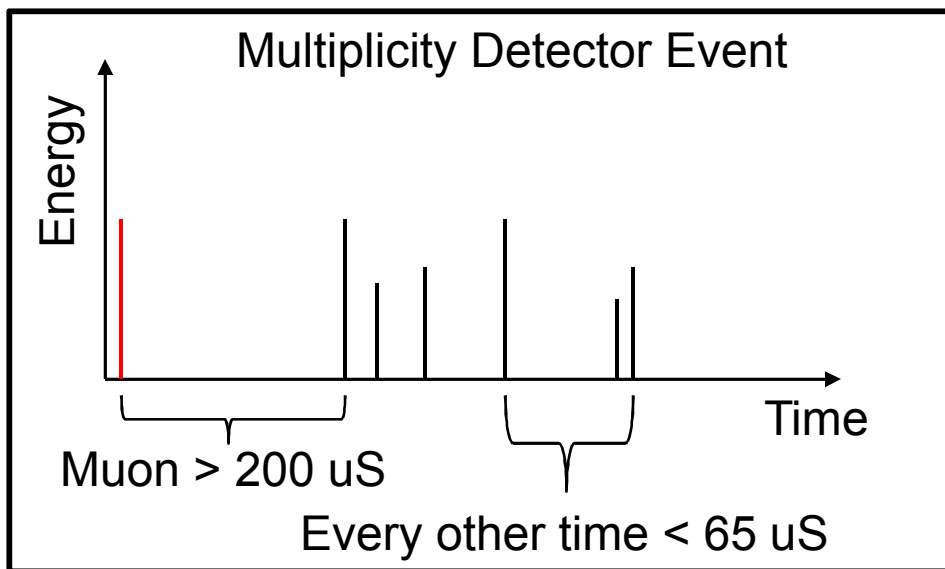 Multiplicity Detector Event
Energy
Time
Muon > 200 uS
Every other time < 65 uS